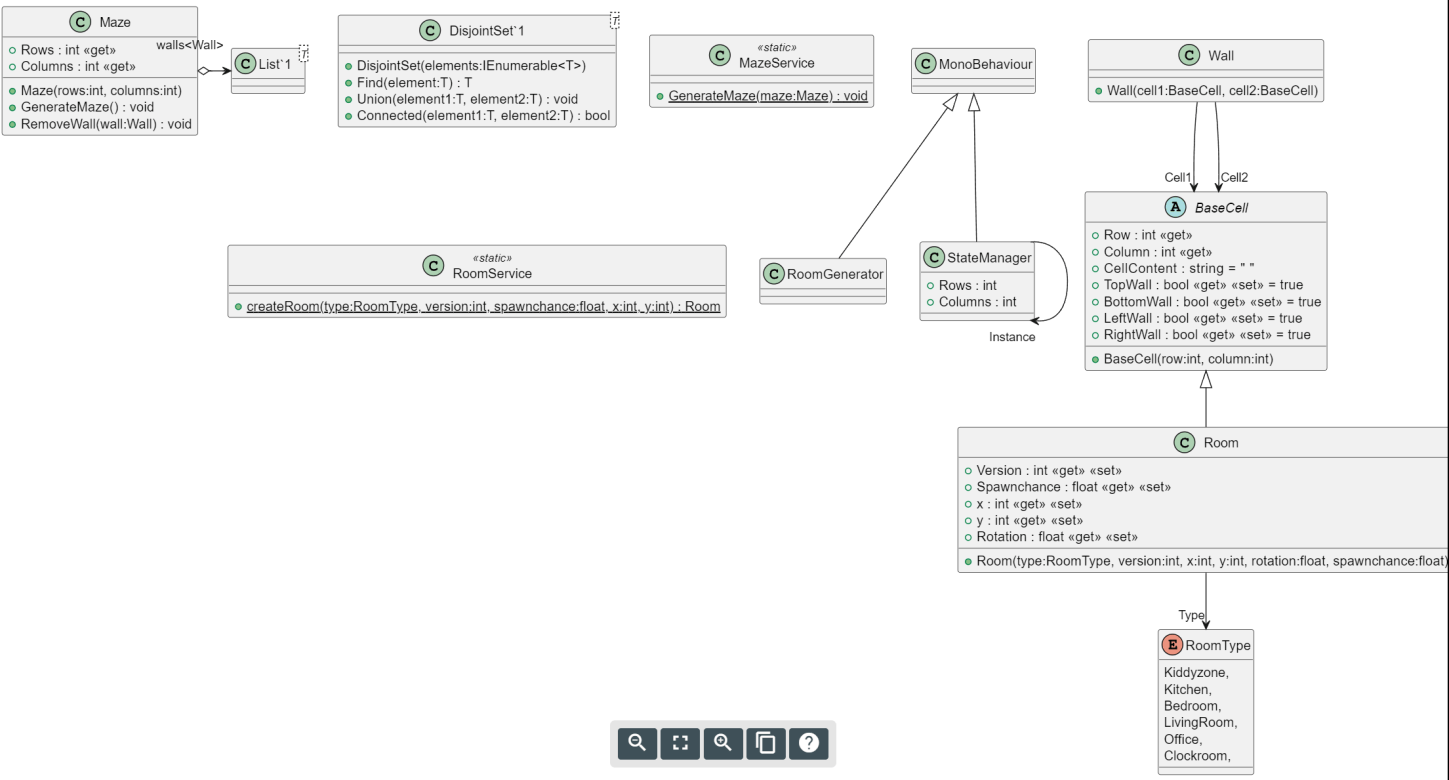 C Maze
Rows : int «get»
Columns : int «get»
Maze(rows:int, columns:int)
GenerateMaze() : void
RemoveWall(wall:Wall) : void
walls<Wall>
C List`1
T
C DisjointSet`1
T
DisjointSet(elements:IEnumerable<T>)
Find(element:T) : T
Union(element1:T, element2:T) : void
Connected(element1:T, element2:T) : bool
C «static»
MazeService
GenerateMaze(maze:Maze) : void
C MonoBehaviour
C Wall
Wall(cell1:BaseCell, cell2:BaseCell)
Cell1
Cell2
A BaseCell
Row : int «get»
Column : int «get»
CellContent : string = " "
TopWall : bool «get» «set» = true
BottomWall : bool «get» «set» = true
LeftWall : bool «get» «set» = true
RightWall : bool «get» «set» = true
BaseCell(row:int, column:int)
C «static»
RoomService
createRoom(type:RoomType, version:int, spawnchance:float, x:int, y:int) : Room
C RoomGenerator
C StateManager
Rows : int
Columns : int
Instance
C Room
Version : int «get» «set»
Spawnchance : float «get» «set»
x : int «get» «set»
y : int «get» «set»
Rotation : float «get» «set»
Room(type:RoomType, version:int, x:int, y:int, rotation:float, spawnchance:float)
Type
E RoomType
Kiddyzone,
Kitchen,
Bedroom,
LivingRoom,
Office,
Clockroom,
?